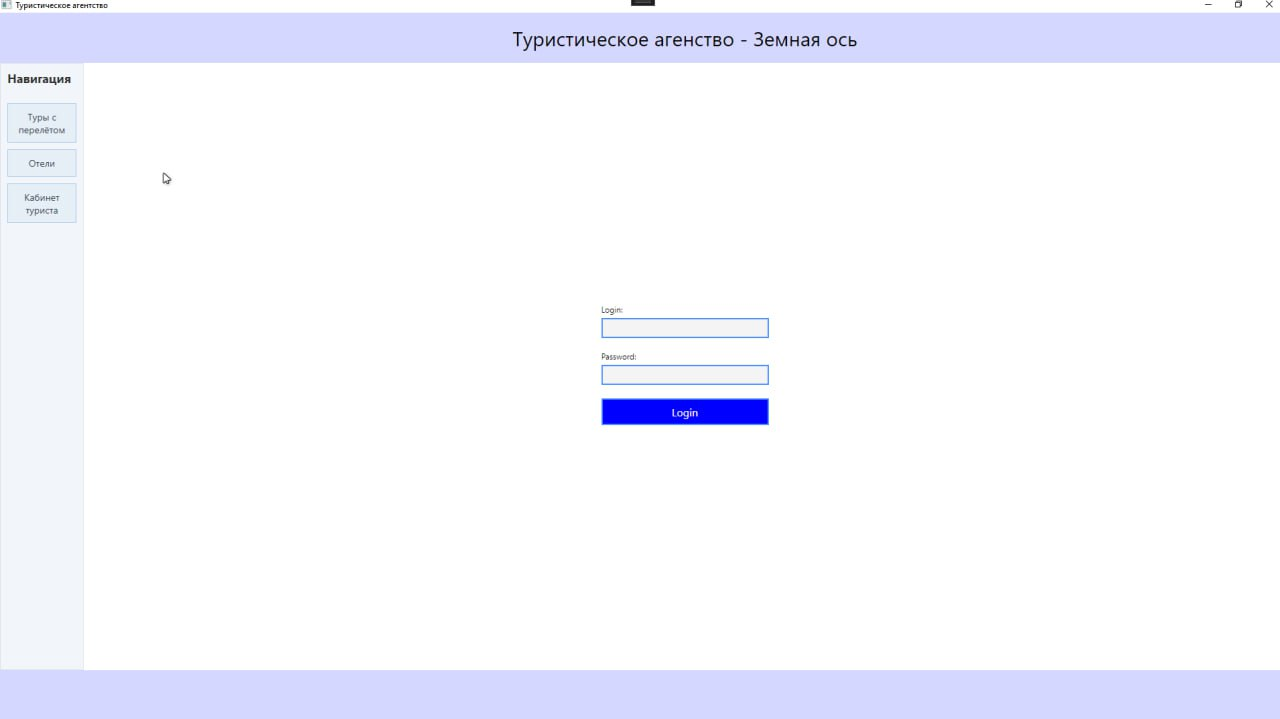 Туристическое агентство
Туристическое агенство - Земная ось
Навигация
Туры с
перелётом
Отели
Кабинет
туриста
Login:
Password:
Login